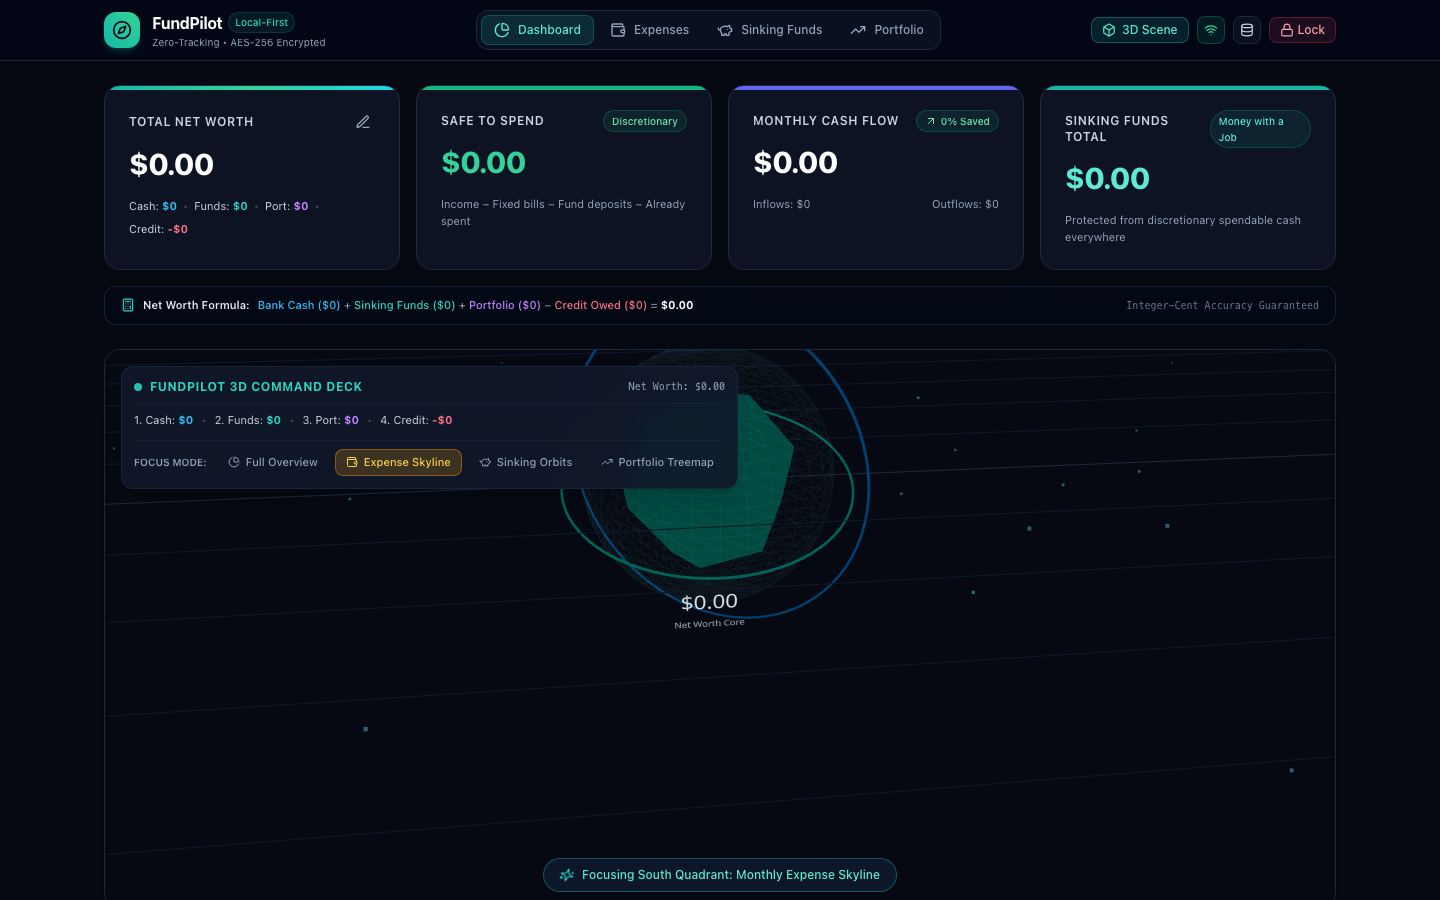 FundPilot Local-First
Zero-Tracking • AES-256 Encrypted
Dashboard Expenses Sinking Funds Portfolio
3D Scene Lock
TOTAL NET WORTH
$0.00
Cash: $0 · Funds: $0 · Port: $0 ·
Credit: -$0
SAFE TO SPEND Discretionary
$0.00
Income – Fixed bills – Fund deposits – Already
spent
MONTHLY CASH FLOW 0% Saved
$0.00
Inflows: $0 Outflows: $0
SINKING FUNDS
TOTAL
Money with a
Job
$0.00
Protected from discretionary spendable cash
everywhere
Net Worth Formula: Bank Cash ($0) + Sinking Funds ($0) + Portfolio ($0) – Credit Owed ($0) = $0.00 Integer-Cent Accuracy Guaranteed
FUNDPILOT 3D COMMAND DECK Net Worth: $0.00
1. Cash: $0 · 2. Funds: $0 · 3. Port: $0 · 4. Credit: -$0
FOCUS MODE: Full Overview Expense Skyline Sinking Orbits Portfolio Treemap
$0.00
Net Worth Core
Focusing South Quadrant: Monthly Expense Skyline